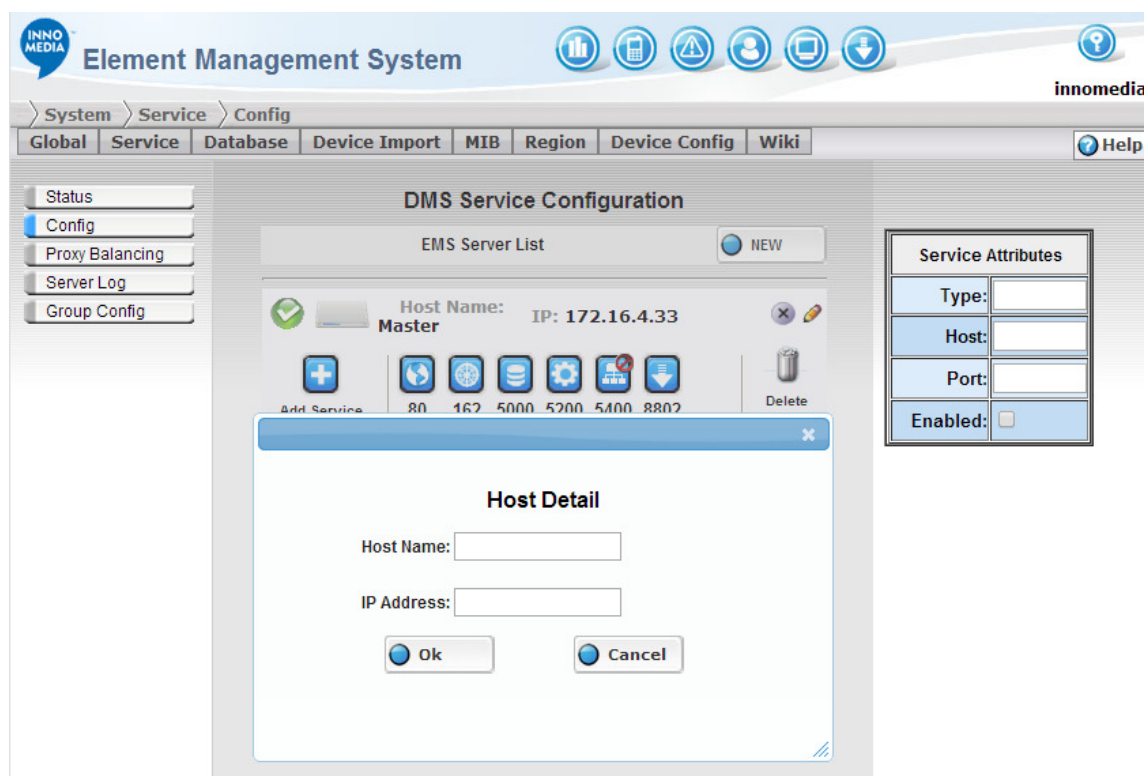 INNO
MEDIA
Element Management System
innomedia
System Service Config
Global Service Database Device Import MIB Region Device Config Wiki
Help
Status
Config
Proxy Balancing
Server Log
Group Config
DMS Service Configuration
EMS Server List
NEW
Host Name:
Master
IP: 172.16.4.33
Add Service
80 162 5000 5200 5400 8802
Delete
Host Detail
Host Name:
IP Address:
Ok Cancel
Service Attributes
Type:
Host:
Port:
Enabled: